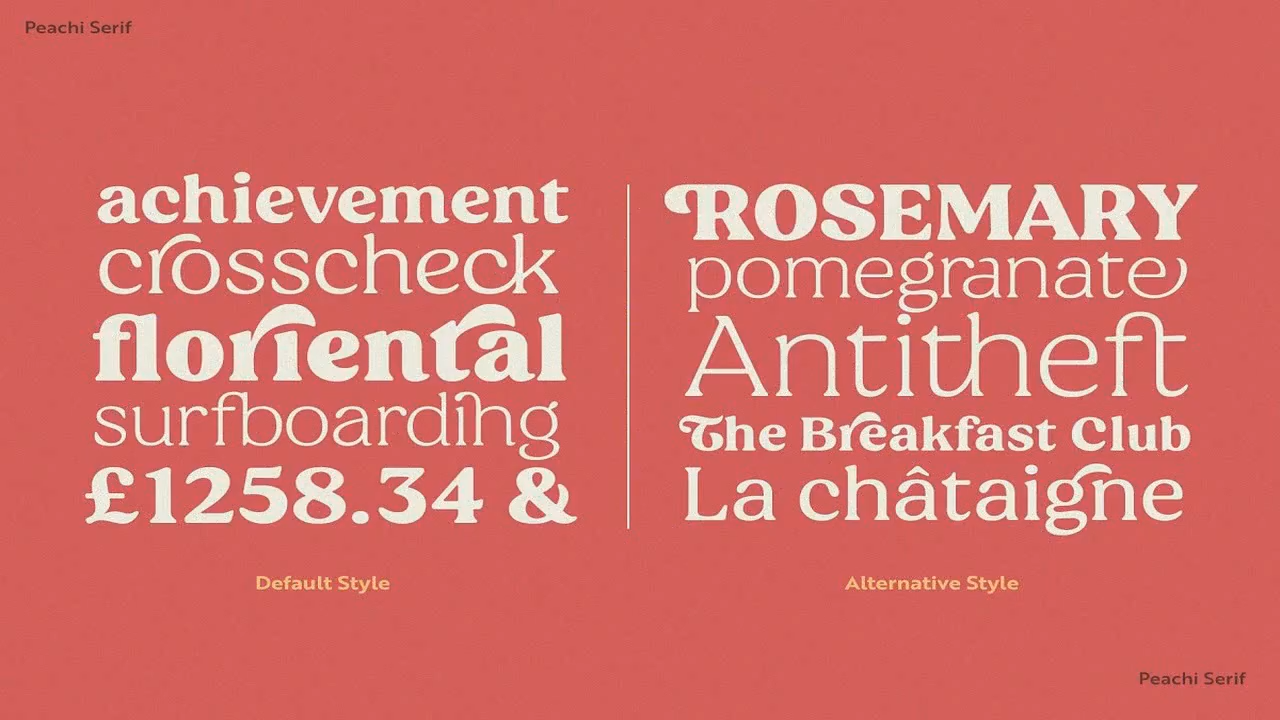 Peachi Serif
achievement
crosscheck
floriental
surfboarding
£1258.34 &
Default Style
ROSEMARY
pomegranate
Antitheft
The Breakfast Club
La châtaigne
Alternative Style
Peachi Serif